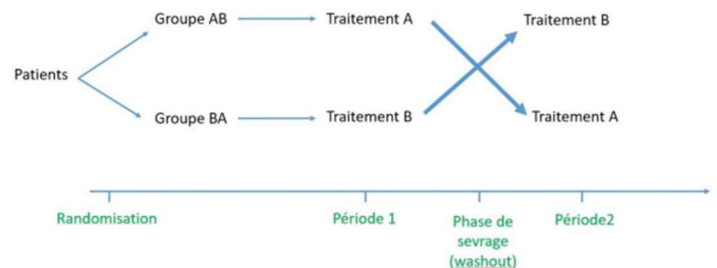 Groupe AB Traitement A Traitement B
Patients
Groupe BA Traitement B Traitement A
Randomisation Période 1 Phase de Période2
sevrage
(washout)